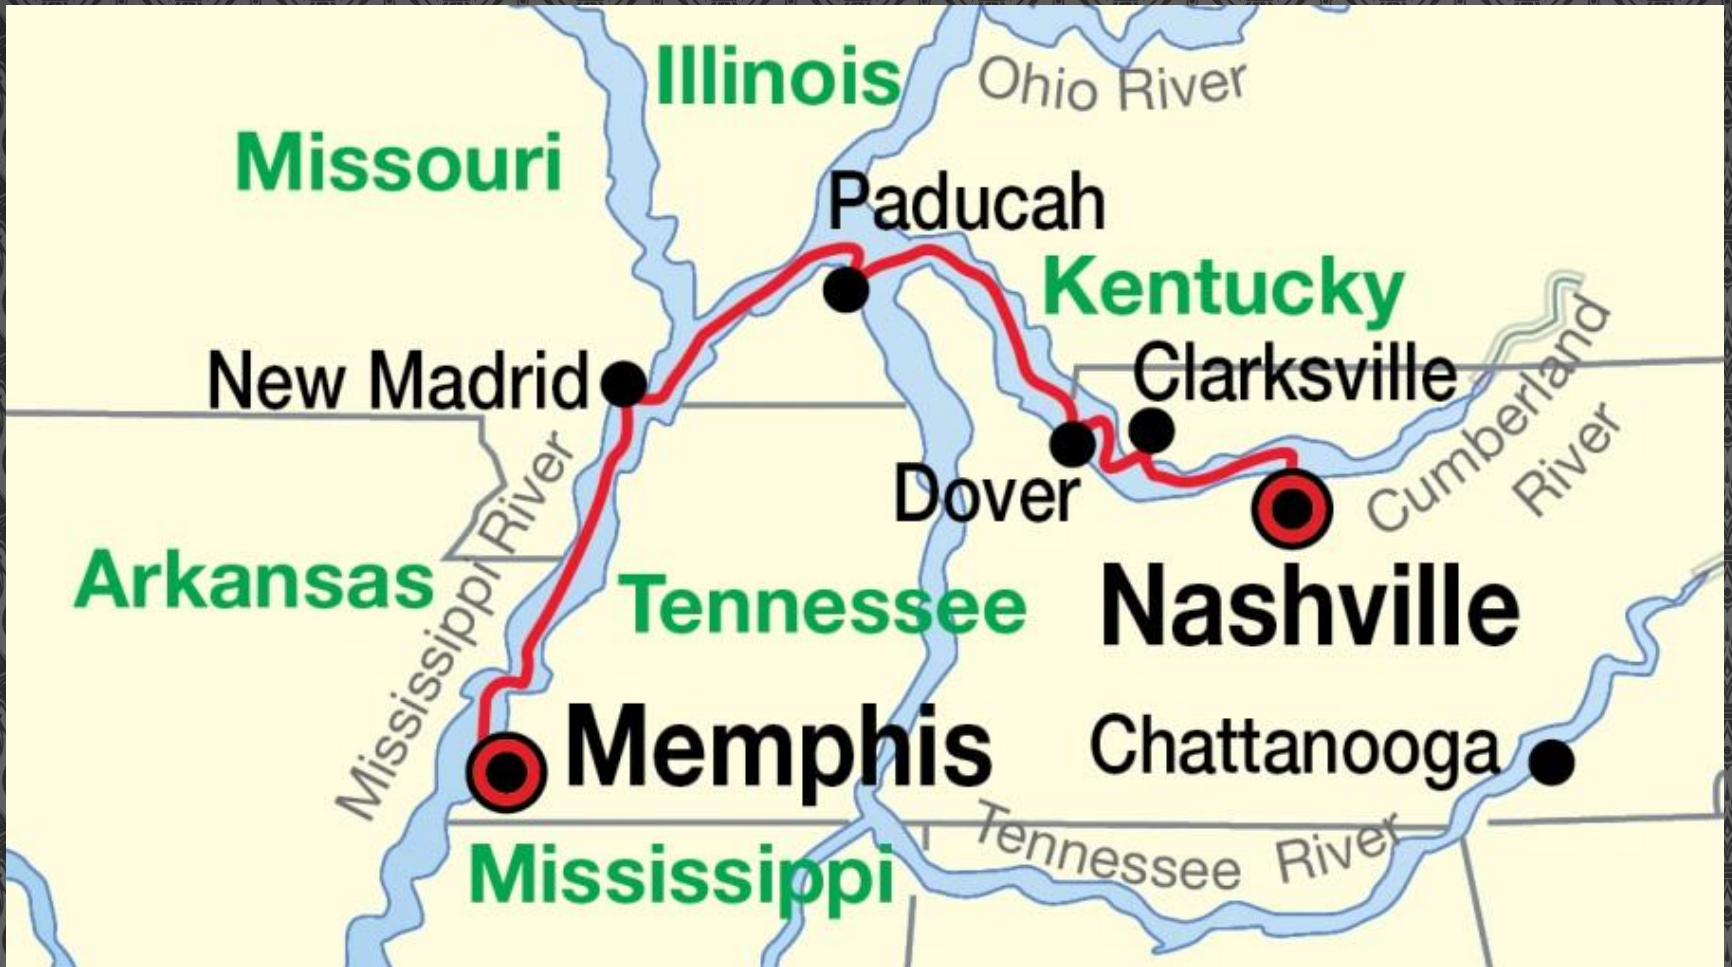 Illinois
Ohio River
Missouri
Paducah
Kentucky
New Madrid
Clarksville
Cumberland
River
Dover
Mississippi River
Arkansas
Tennessee
Nashville
Memphis
Chattanooga
Tennessee River
Mississippi